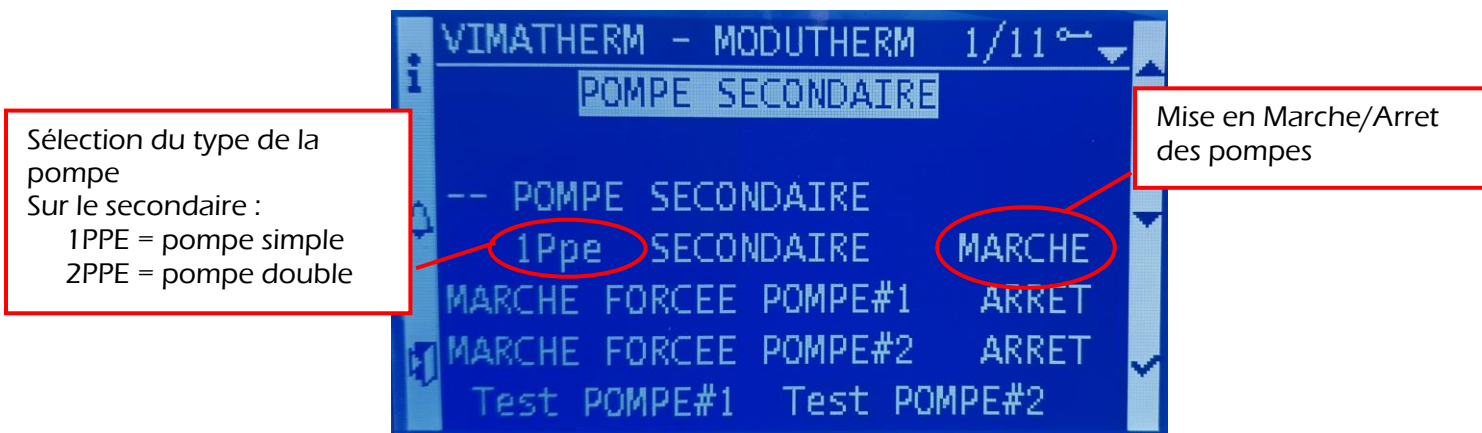 VIMATHERM - MODUTHERM 1/11
POMPE SECONDAIRE
Sélection du type de la
pompe
Sur le secondaire :
1PPE = pompe simple
2PPE = pompe double
Mise en Marche/Arret
des pompes
-- POMPE SECONDAIRE
1Ppe SECONDAIRE MARCHE
MARCHE FORCEE POMPE#1 ARRET
MARCHE FORCEE POMPE#2 ARRET
Test POMPE#1 Test POMPE#2